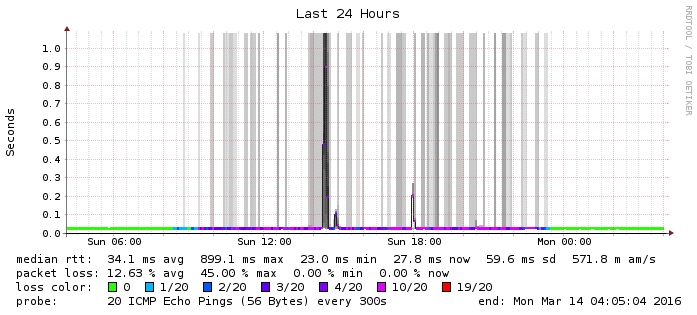 Last 24 Hours
RRDTOOL / TOBI OETIKER
Seconds
1.0
0.9
0.8
0.7
0.6
0.5
0.4
0.3
0.2
0.1
0.0
Sun 06:00 Sun 12:00 Sun 18:00 Mon 00:00
median rtt: 34.1 ms avg 899.1 ms max 23.0 ms min 27.8 ms now 59.6 ms sd 571.8 m am/s
packet loss: 12.63 % avg 45.00 % max 0.00 % min 0.00 % now
loss color: 0 1/20 2/20 3/20 4/20 10/20 19/20
probe: 20 ICMP Echo Pings (56 Bytes) every 300s end: Mon Mar 14 04:05:04 2016